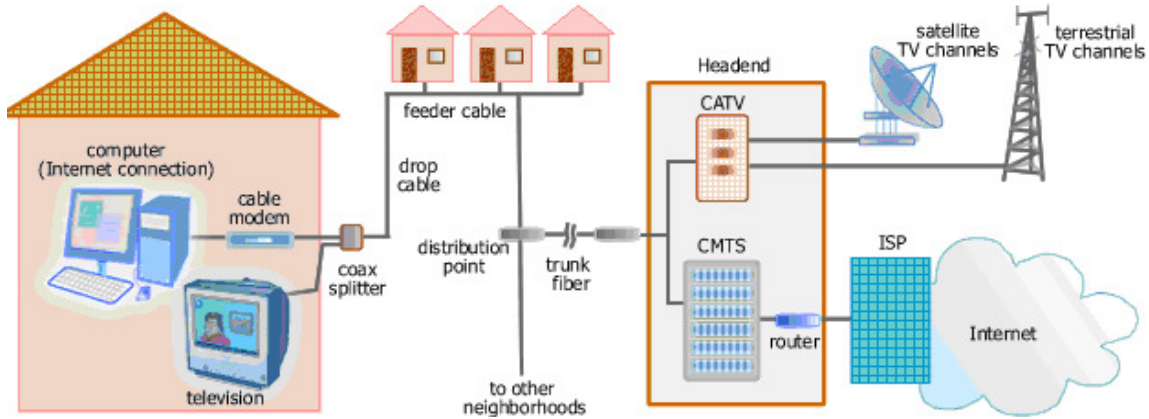 computer
(Internet connection)
cable
modem
coax
splitter
television
feeder cable
drop
cable
distribution
point
trunk
fiber
to other
neighborhoods
Headend
CATV
CMTS
router
satellite
TV channels
terrestrial
TV channels
ISP
Internet